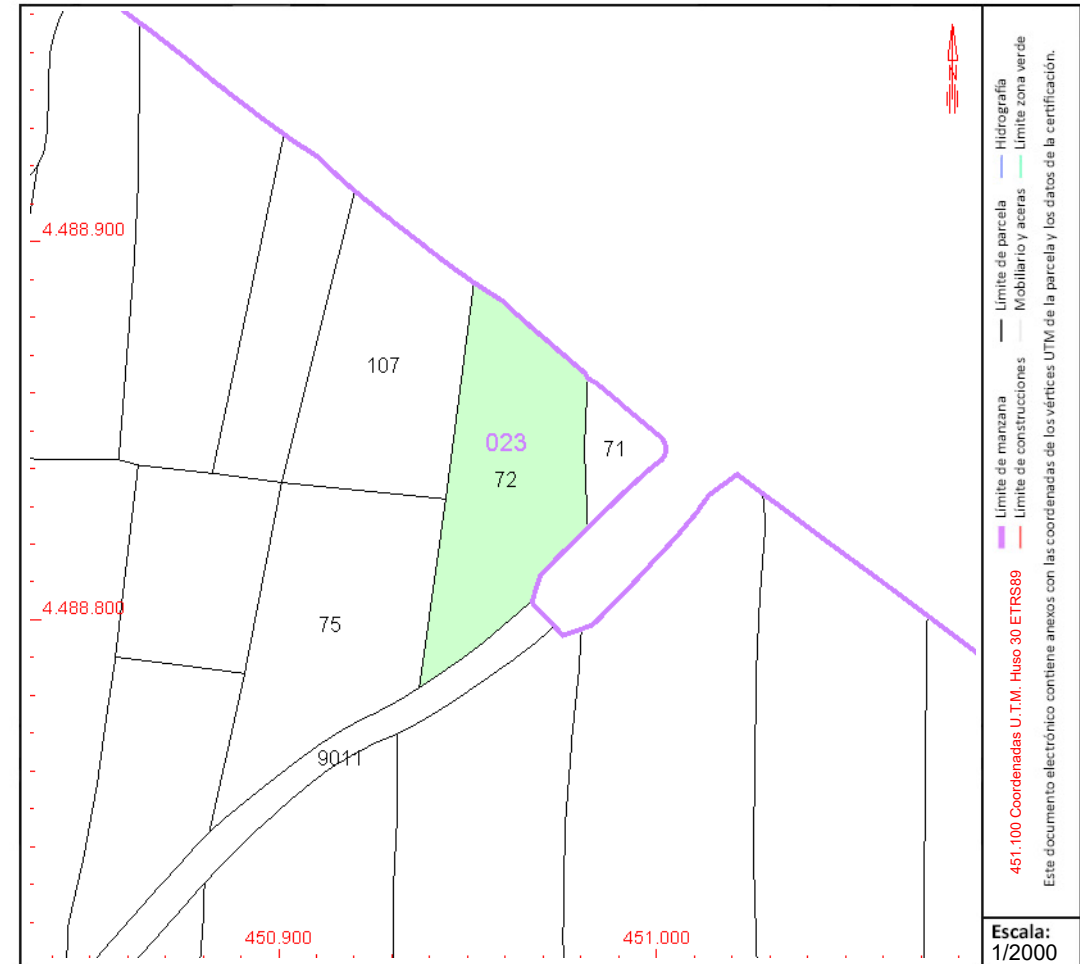 4.488.900
107
023
72
71
4.488.800
75
9011
450.900
451.000
N
Límite de manzana
Límite de parcela
Hidrografía
Límite de construcciones
Mobiliario y aceras
Límite zona verde
451.100 Coordenadas U.T.M. Huso 30 ETRS89
Este documento electrónico contiene anexos con las coordenadas de los vértices UTM de la parcela y los datos de la certificación.
Escala:
1/2000